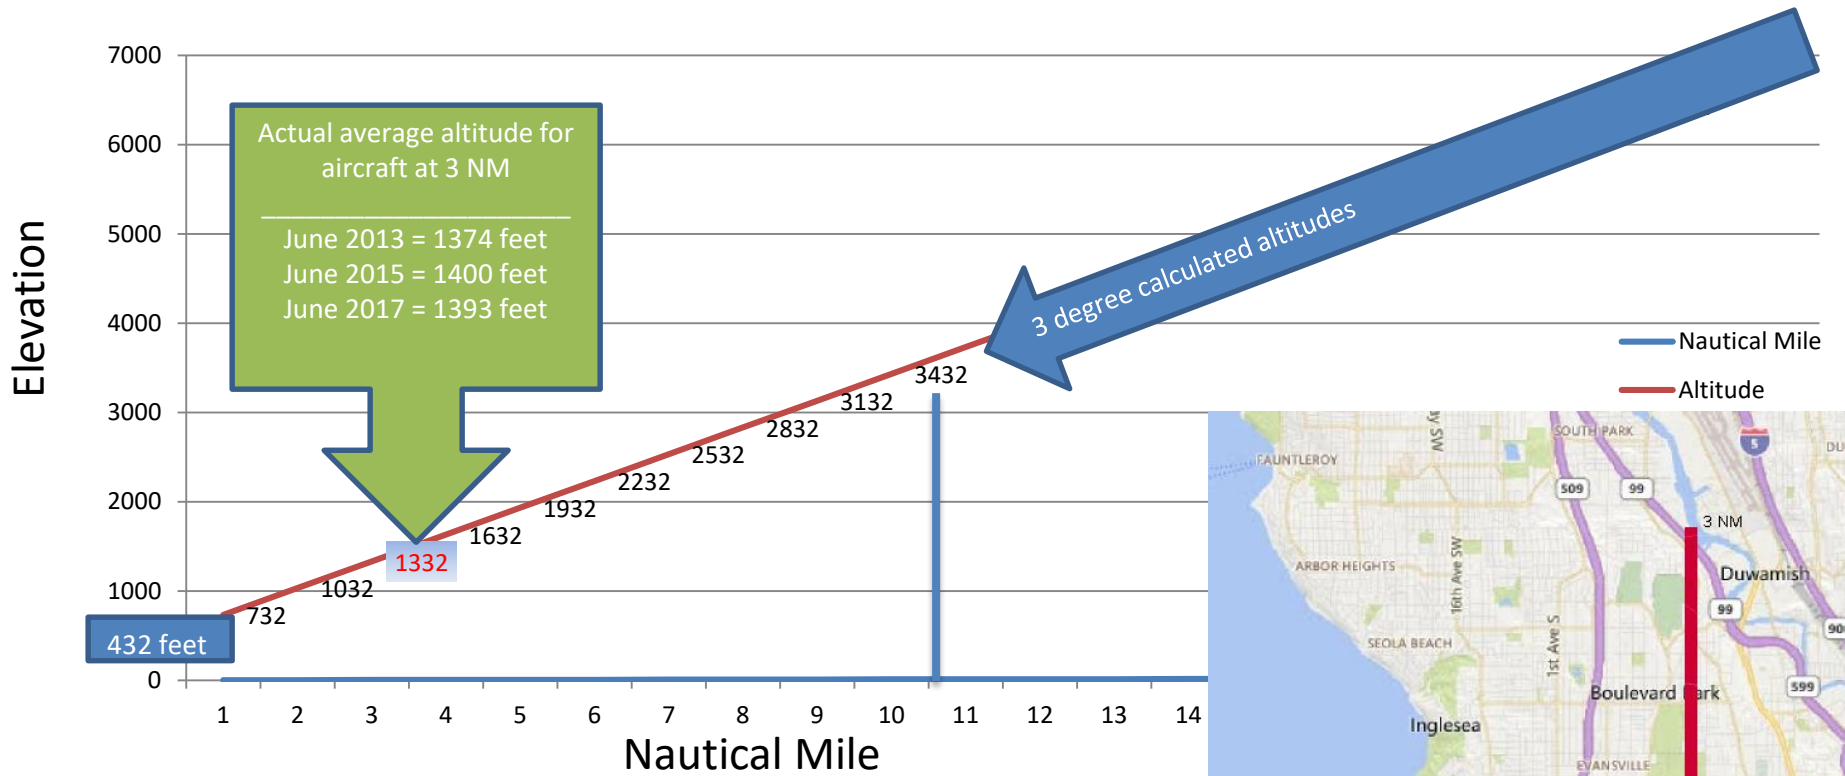 7000
6000
5000
4000
3000
2000
1000
0
Elevation
Actual average altitude for
aircraft at 3 NM
June 2013 = 1374 feet
June 2015 = 1400 feet
June 2017 = 1393 feet
3 degree calculated altitudes
432 feet
732
1032
1332
1632
1932
2232
2532
2832
3132
3432
1 2 3 4 5 6 7 8 9 10 11 12 13 14
Nautical Mile
Nautical Mile
Altitude
SOUTH PARK
FAUNTLEROY
5
509
99
3 NM
ARBOR HEIGHTS
16th Ave SW
Duwamish
99
SEOLA BEACH
1st Ave S
599
Boulevard Park
Inglesea
EVANSVILLE